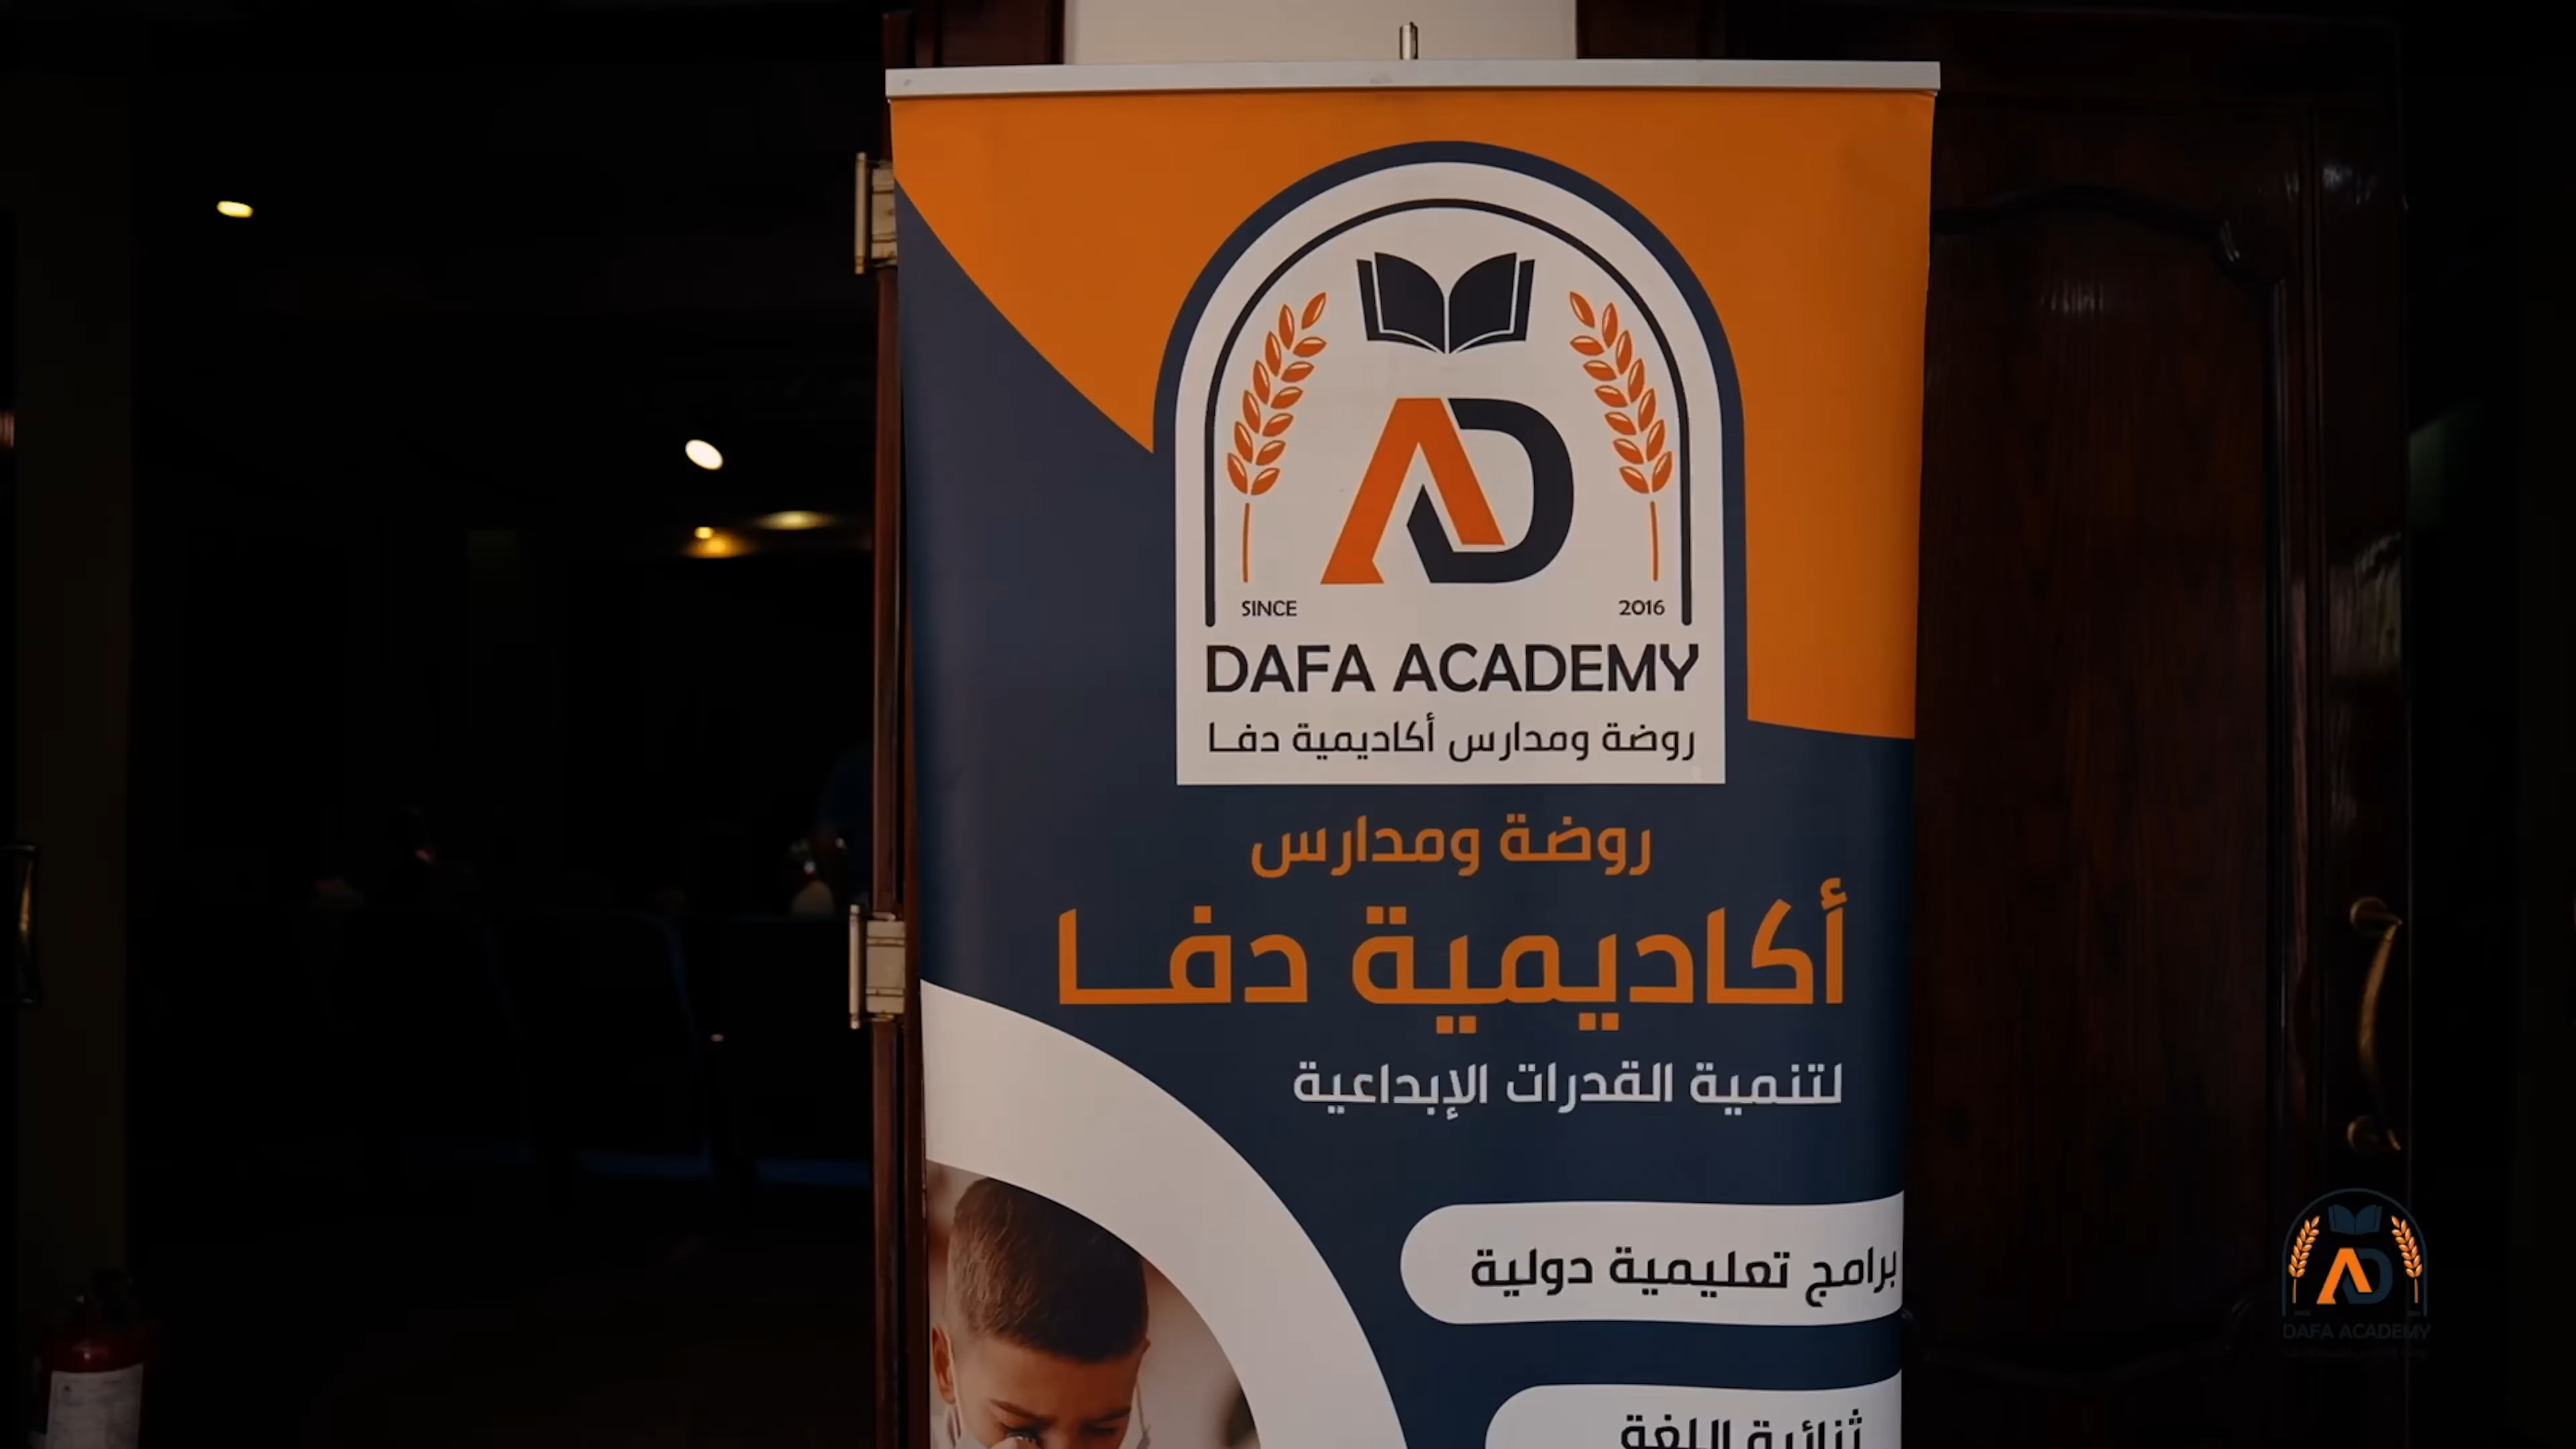 SINCE 2016
DAFA ACADEMY
روضة ومدارس أكاديمية دفــا
روضة ومدارس
أكاديمية دفــا
لتنمية القدرات الإبداعية
برامج تعليمية دولية
ثنائية اللغة
DAFA ACADEMY